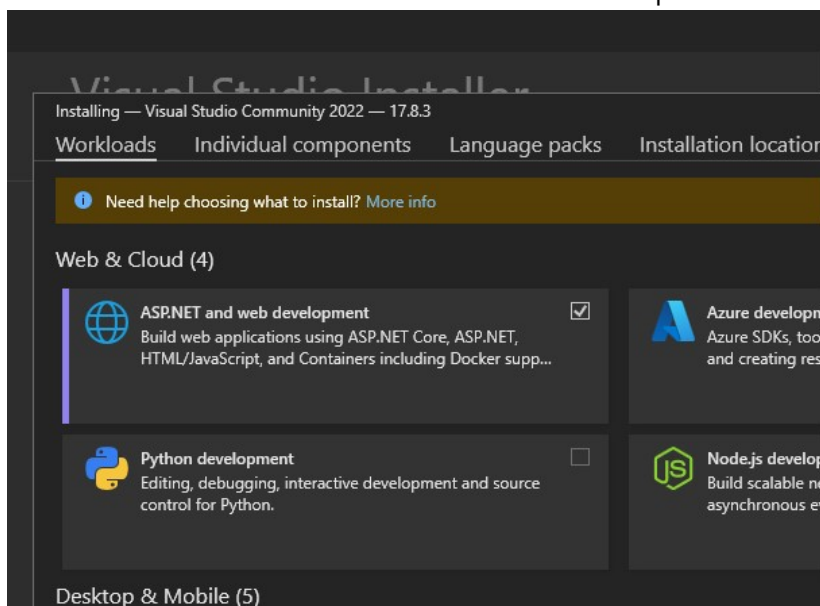 Visual Studio Installer
Installing — Visual Studio Community 2022 — 17.8.3
Workloads Individual components Language packs Installation location
Need help choosing what to install? More info
Web & Cloud (4)
ASP.NET and web development
Build web applications using ASP.NET Core, ASP.NET,
HTML/JavaScript, and Containers including Docker supp...
Azure developm
Azure SDKs, too
and creating res
Python development
Editing, debugging, interactive development and source
control for Python.
JS
Node.js develop
Build scalable ne
asynchronous ev
Desktop & Mobile (5)